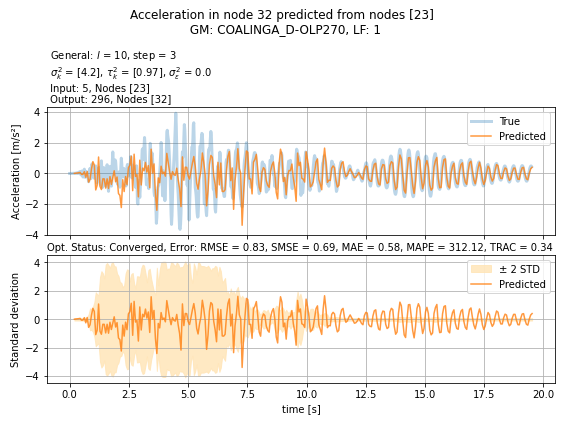 Acceleration in node 32 predicted from nodes [23]
GM: COALINGA_D-OLP270, LF: 1
General: l = 10, step = 3
σ²ₖ = [4.2], τ²ₖ = [0.97], σ²ε = 0.0
Input: 5, Nodes [23]
Output: 296, Nodes [32]
Acceleration [m/s²]
4
2
0
−2
−4
True
Predicted
Opt. Status: Converged, Error: RMSE = 0.83, SMSE = 0.69, MAE = 0.58, MAPE = 312.12, TRAC = 0.34
Standard deviation
4
2
0
−2
−4
± 2 STD
Predicted
0.0 2.5 5.0 7.5 10.0 12.5 15.0 17.5 20.0
time [s]